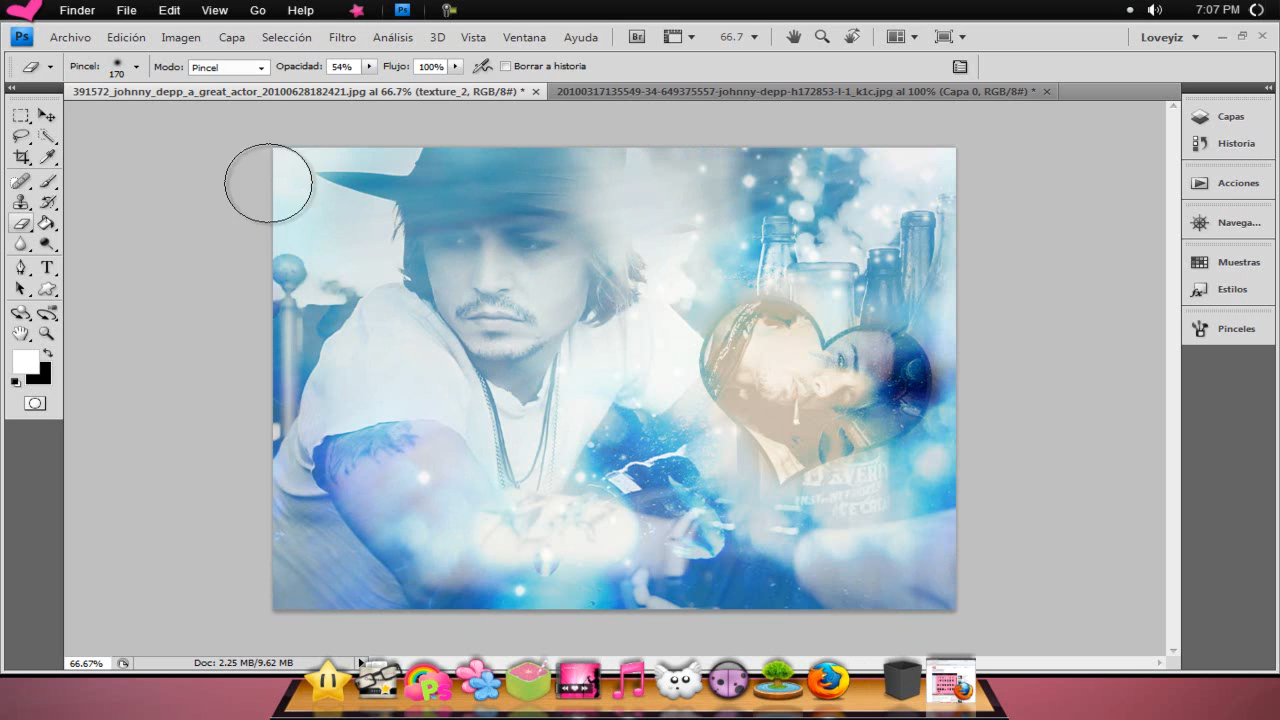 Finder File Edit View Go Help Ps 7:07 PM
Ps Archivo Edición Imagen Capa Selección Filtro Análisis 3D Vista Ventana Ayuda Br 66.7 Loveyiz
Pincel: 170 Modo: Pincel Opacidad: 54% Flujo: 100% Borrar a historia
391572_johnny_depp_a_great_actor_20100628182421.jpg al 66.7% (texture_2, RGB/8#) * 20100317135549-34-649375557-johnny-depp-h172853-l-1_k1c.jpg al 100% (Capa 0, RGB/8#) *
Capas
Historia
Acciones
Navega...
Muestras
Estilos
Pinceles
66.67% Doc: 2.25 MB/9.62 MB